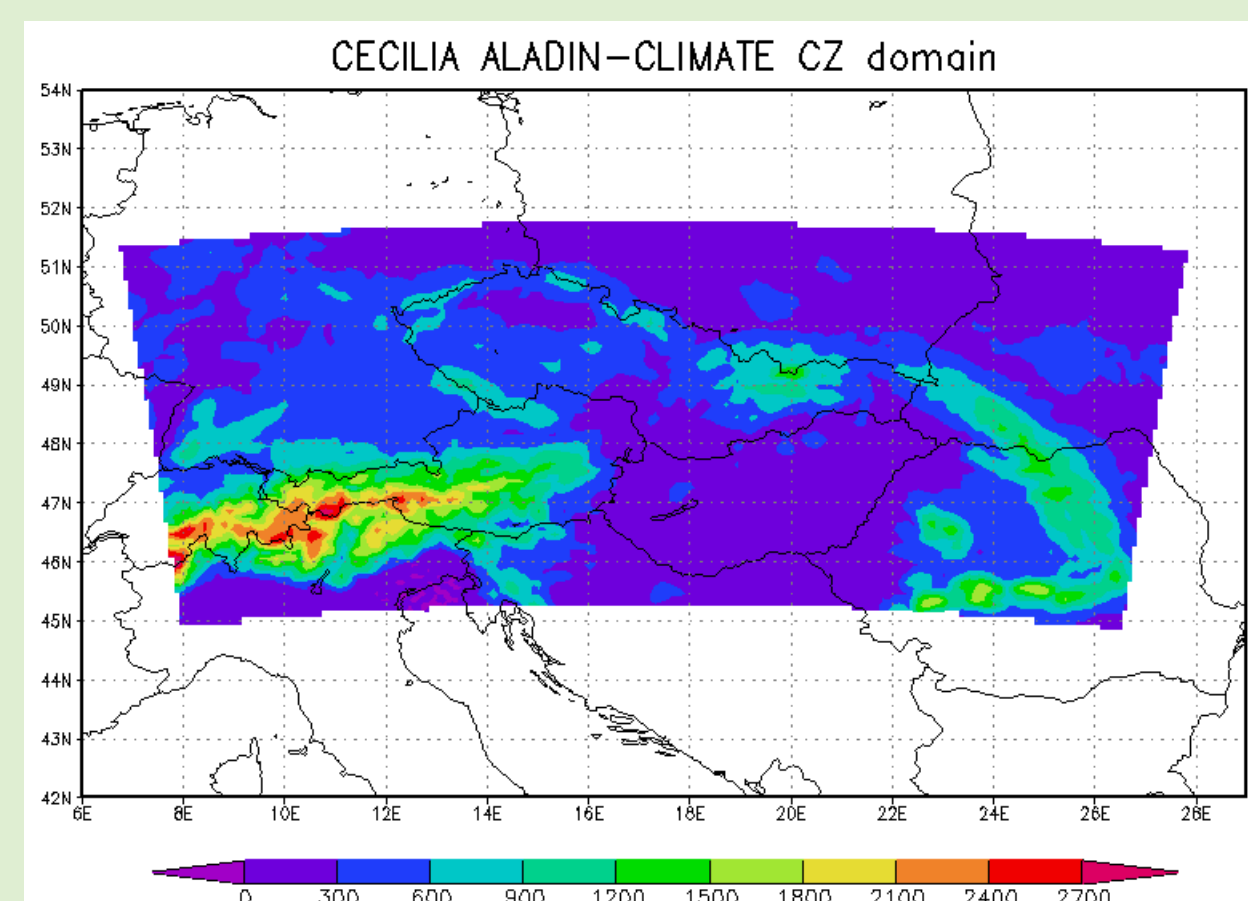 CECILIA ALADIN-CLIMATE CZ domain
54N
53N
52N
51N
50N
49N
48N
47N
46N
45N
44N
43N
42N
6E 8E 10E 12E 14E 16E 18E 20E 22E 24E 26E 28E
0 300 600 900 1200 1500 1800 2100 2400 2700